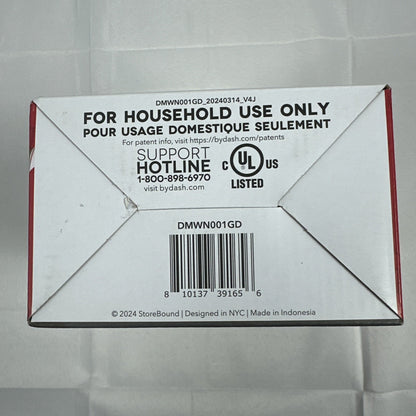 DMWN001GD_20240314_V4J
FOR HOUSEHOLD USE ONLY
POUR USAGE DOMESTIQUE SEULEMENT
For patent info, visit https://bydash.com/patents
SUPPORT
HOTLINE
1-800-898-6970
visit bydash.com
C UL US
LISTED
DMWN001GD
8 10137 39165 6
© 2024 StoreBound | Designed in NYC | Made in Indonesia